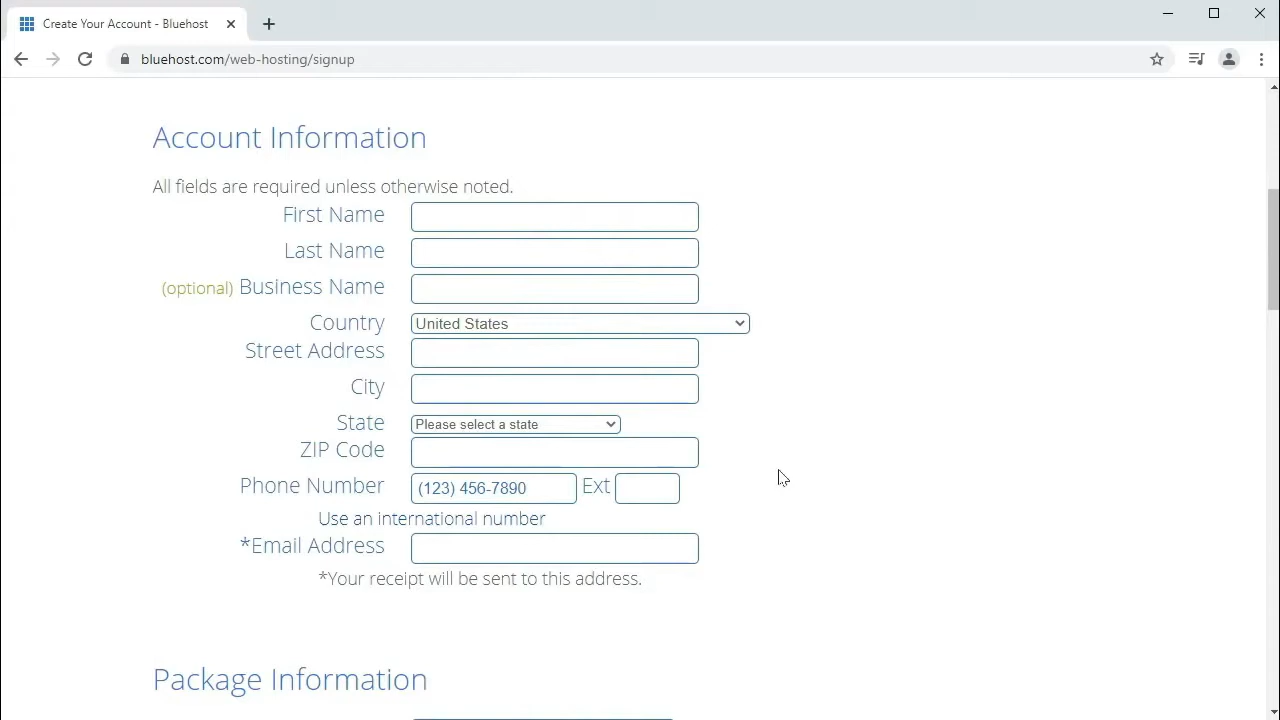 Create Your Account - Bluehost
bluehost.com/web-hosting/signup
Account Information
All fields are required unless otherwise noted.
First Name
Last Name
(optional) Business Name
Country United States
Street Address
City
State Please select a state
ZIP Code
Phone Number (123) 456-7890 Ext
Use an international number
*Email Address
*Your receipt will be sent to this address.
Package Information